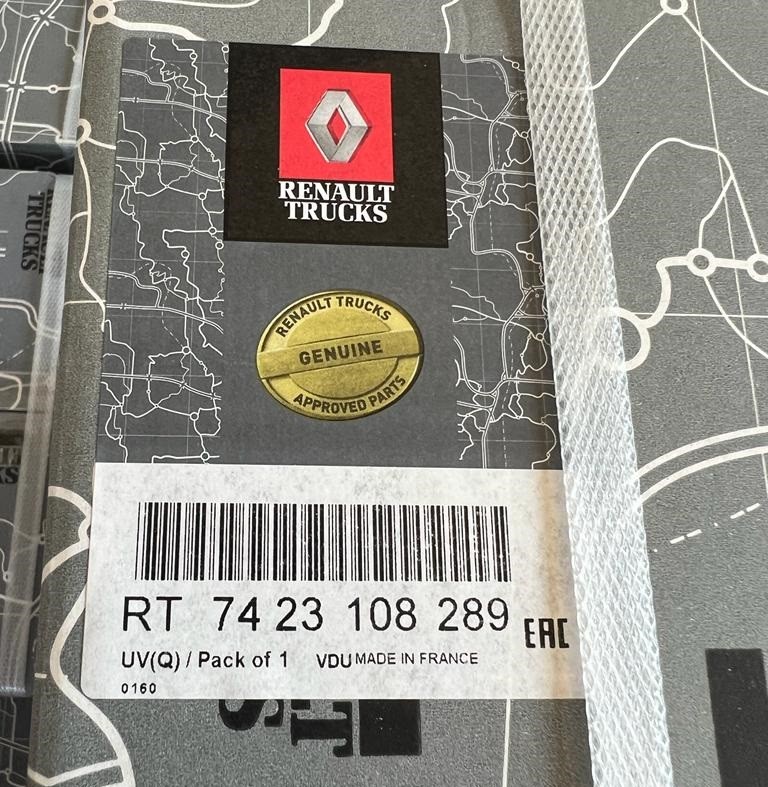 RENAULT
TRUCKS
RENAULT TRUCKS
GENUINE
APPROVED PARTS
RT 74 23 108 289
EAC
UV(Q) / Pack of 1 VDU MADE IN FRANCE
0160
TRUCKS